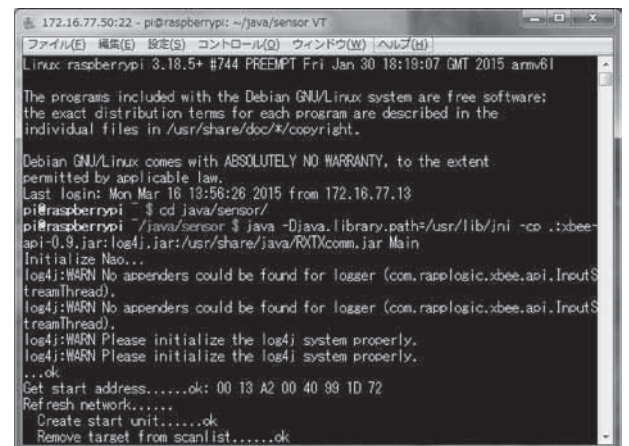 172.16.77.50:22 - pi@raspberrypi: ~/java/sensor VT
ファイル(F) 編集(E) 設定(S) コントロール(O) ウィンドウ(W) ヘルプ(H)
Linux raspberrypi 3.18.5+ #744 PREEMPT Fri Jan 30 18:19:07 GMT 2015 armv6l
The programs included with the Debian GNU/Linux system are free software;
the exact distribution terms for each program are described in the
individual files in /usr/share/doc/*/copyright.
Debian GNU/Linux comes with ABSOLUTELY NO WARRANTY, to the extent
permitted by applicable law.
Last login: Mon Mar 16 13:56:26 2015 from 172.16.77.13
pi@raspberrypi ~ $ cd java/sensor/
pi@raspberrypi ~/java/sensor $ java -Djava.library.path=/usr/lib/jni -cp .:xbee-
api-0.9.jar:log4j.jar:/usr/share/java/RXTXcomm.jar Main
Initialize Nao...
log4j:WARN No appenders could be found for logger (com.rapplogic.xbee.api.InputS
treamThread).
log4j:WARN No appenders could be found for logger (com.rapplogic.xbee.api.InputS
treamThread).
log4j:WARN Please initialize the log4j system properly.
log4j:WARN Please initialize the log4j system properly.
...ok
Get start address......ok: 00 13 A2 00 40 99 1D 72
Refresh network......
Create start unit......ok
Remove target from scanlist......ok